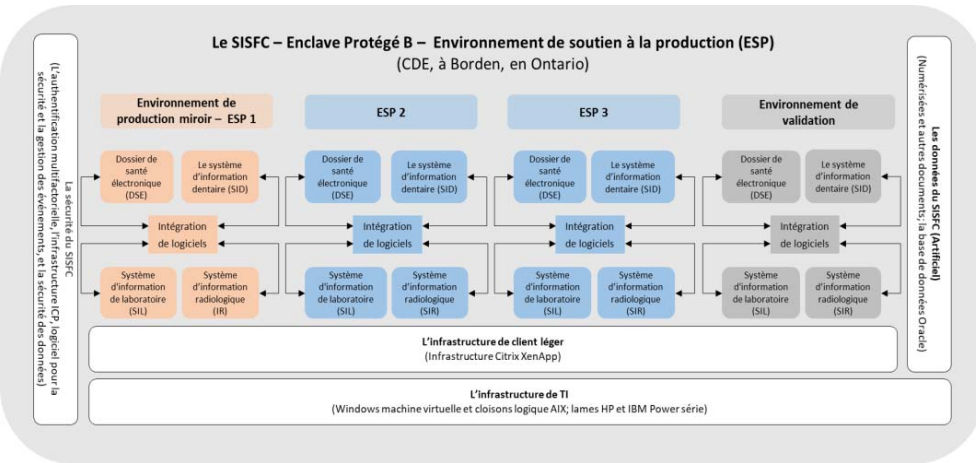 Le SISFC – Enclave Protégé B – Environnement de soutien à la production (ESP)
(CDE, à Borden, en Ontario)
La sécurité du SISFC
(L'authentification multifactorielle, l'infrastructure ICP, logiciel pour la
sécurité et la gestion des événements, et la sécurité des données)
Environnement de
production miroir – ESP 1
Dossier de
santé
électronique
(DSE)
Le système
d'information
dentaire (SID)
Intégration
de logiciels
Système
d'information
de laboratoire
(SIL)
Système
d'information
radiologique
(IR)
ESP 2
Dossier de
santé
électronique
(DSE)
Le système
d'information
dentaire (SID)
Intégration
de logiciels
Système
d'information
de laboratoire
(SIL)
Système
d'information
radiologique
(SIR)
ESP 3
Dossier de
santé
électronique
(DSE)
Le système
d'information
dentaire (SID)
Intégration
de logiciels
Système
d'information
de laboratoire
(SIL)
Système
d'information
radiologique
(SIR)
Environnement de
validation
Dossier de
santé
électronique
(DSE)
Le système
d'information
dentaire (SID)
Intégration
de logiciels
Système
d'information
de laboratoire
(SIL)
Système
d'information
radiologique
(SIR)
Les données du SISFC (Artificiel)
(Numérisées et autres documents; la base de données Oracle)
L'infrastructure de client léger
(Infrastructure Citrix XenApp)
L'infrastructure de TI
(Windows machine virtuelle et cloisons logique AIX; lames HP et IBM Power série)